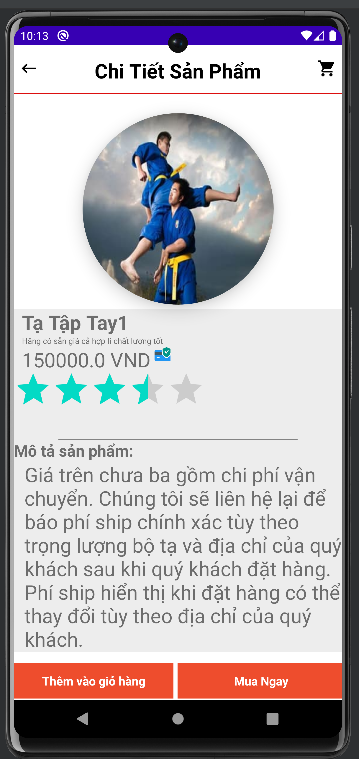 10:13
Chi Tiết Sản Phẩm
Tạ Tập Tay1
Hãng có sẵn giá cả hợp lí chất lượng tốt
150000.0 VND
Mô tả sản phẩm:
Giá trên chưa ba gồm chi phí vận
chuyển. Chúng tôi sẽ liên hệ lại để
báo phí ship chính xác tùy theo
trọng lượng bộ tạ và địa chỉ của quý
khách sau khi quý khách đặt hàng.
Phí ship hiển thị khi đặt hàng có thể
thay đổi tùy theo địa chỉ của quý
khách.
Thêm vào giỏ hàng
Mua Ngay